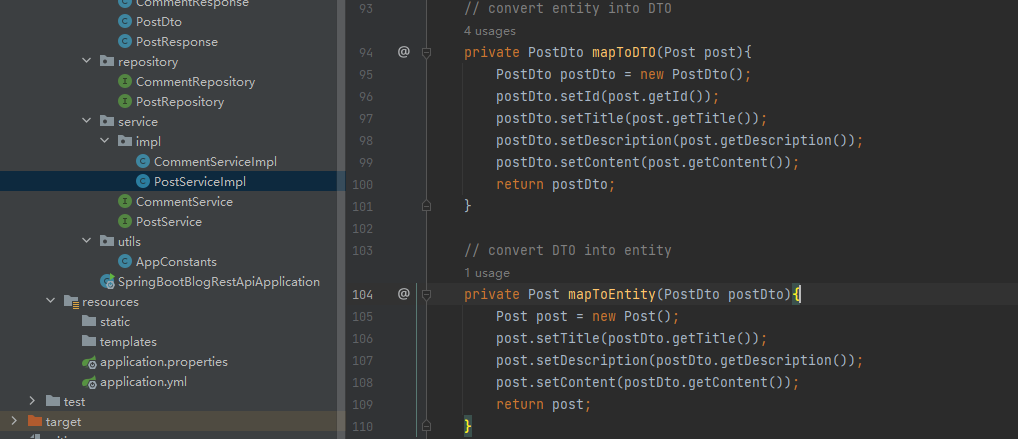 CommentResponse
PostDto
PostResponse
repository
CommentRepository
PostRepository
service
impl
CommentServiceImpl
PostServiceImpl
CommentService
PostService
utils
AppConstants
SpringBootBlogRestApiApplication
resources
static
templates
application.properties
application.yml
test
target
93 // convert entity into DTO
4 usages
94 @ private PostDto mapToDTO(Post post){
95 PostDto postDto = new PostDto();
96 postDto.setId(post.getId());
97 postDto.setTitle(post.getTitle());
98 postDto.setDescription(post.getDescription());
99 postDto.setContent(post.getContent());
100 return postDto;
101 }
102
103 // convert DTO into entity
1 usage
104 @ private Post mapToEntity(PostDto postDto){
105 Post post = new Post();
106 post.setTitle(postDto.getTitle());
107 post.setDescription(postDto.getDescription());
108 post.setContent(postDto.getContent());
109 return post;
110 }